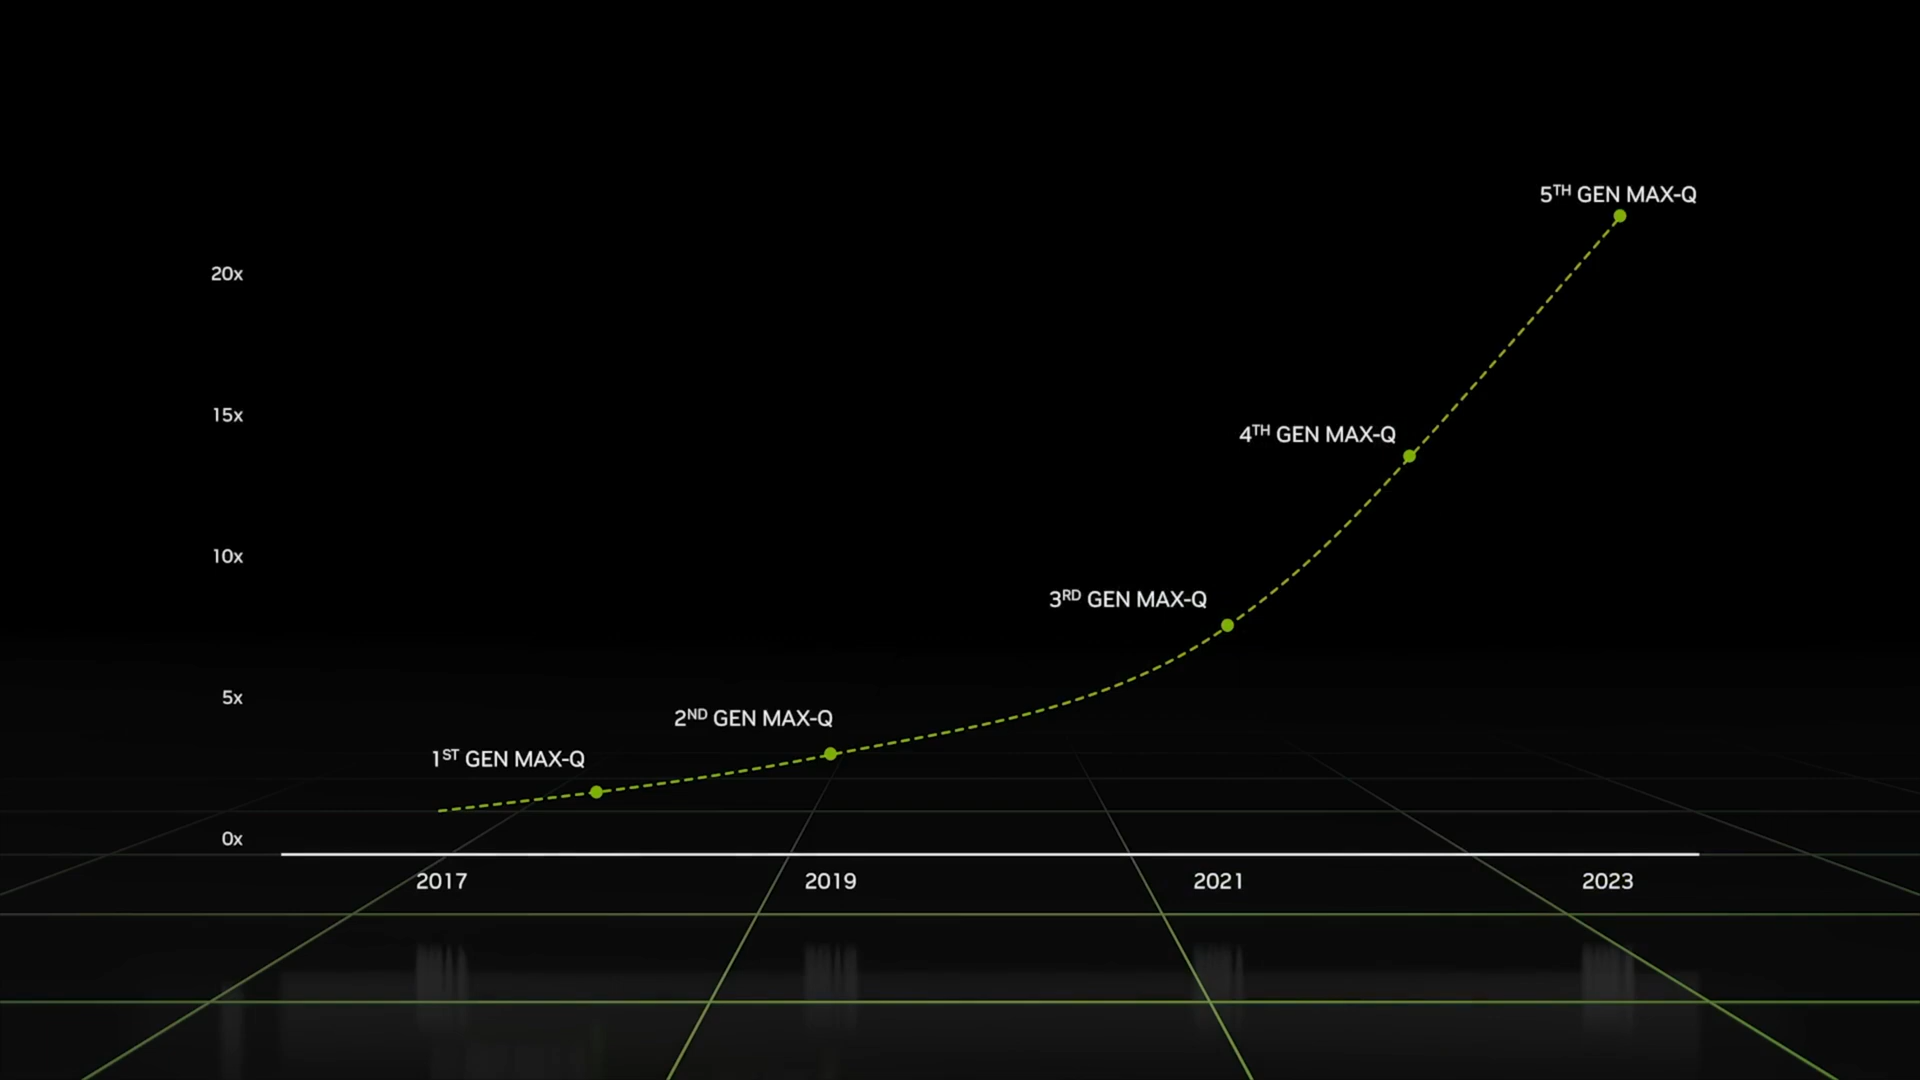 5TH GEN MAX-Q
20x
15x
4TH GEN MAX-Q
10x
3RD GEN MAX-Q
5x
2ND GEN MAX-Q
1ST GEN MAX-Q
0x
2017 2019 2021 2023